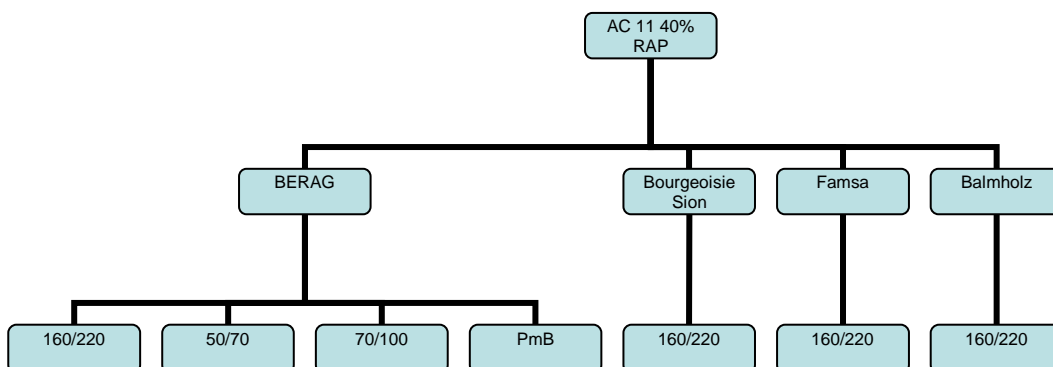 AC 11 40%
RAP
BERAG
Bourgeoisie
Sion
Famsa
Balmholz
160/220
50/70
70/100
PmB
160/220
160/220
160/220